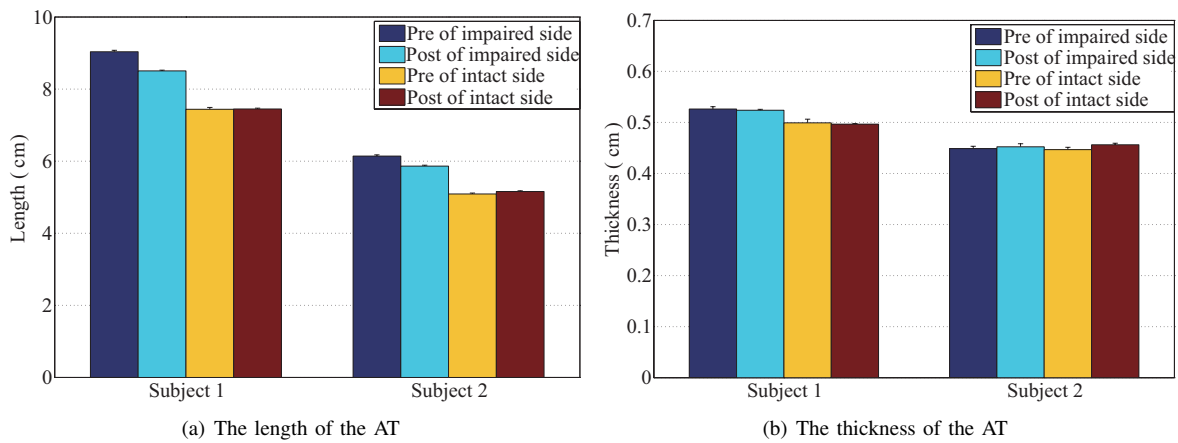 10
8
6
4
2
0
Length ( cm)
Pre of impaired side
Post of impaired side
Pre of intact side
Post of intact side
Subject 1
Subject 2
(a) The length of the AT
0.7
0.6
0.5
0.4
0.3
0.2
0.1
0
Thickness ( cm)
Pre of impaired side
Post of impaired side
Pre of intact side
Post of intact side
Subject 1
Subject 2
(b) The thickness of the AT